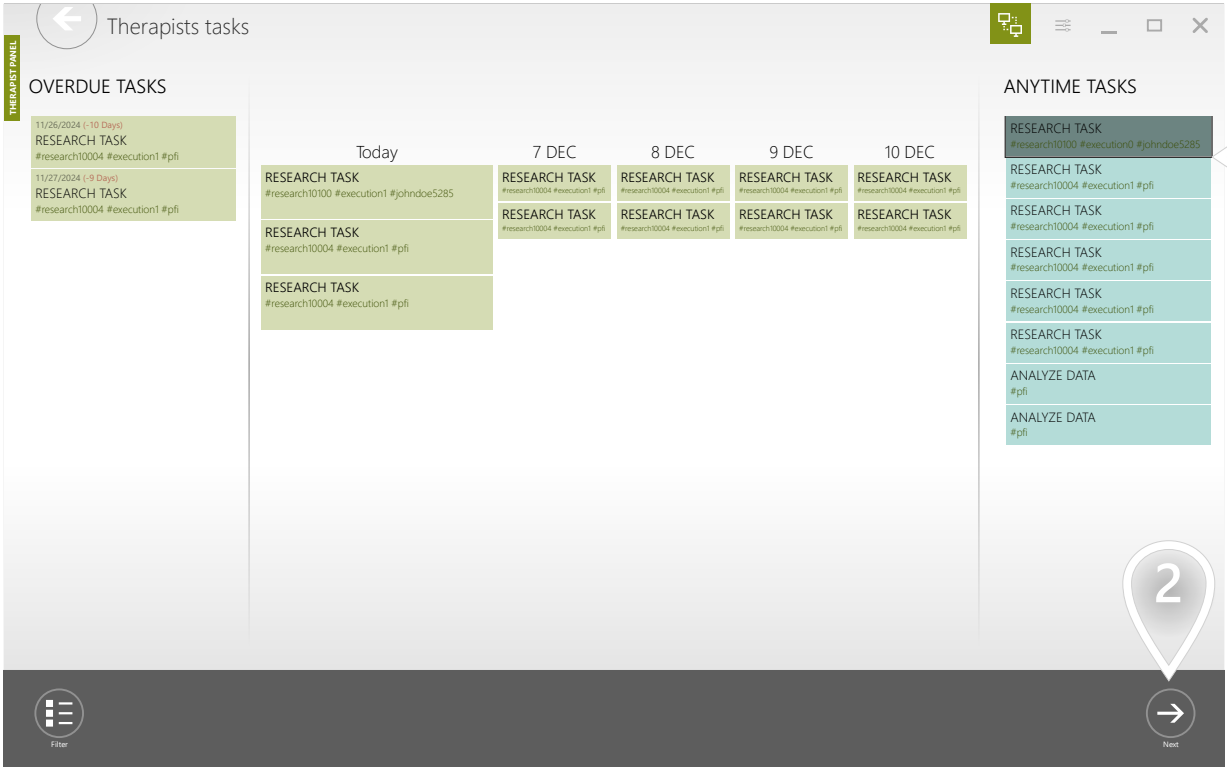 Therapists tasks
THERAPIST PANEL
OVERDUE TASKS
11/26/2024 (-10 Days)
RESEARCH TASK
#research10004 #execution1 #pfi
11/27/2024 (-9 Days)
RESEARCH TASK
#research10004 #execution1 #pfi
Today
RESEARCH TASK
#research10100 #execution1 #johndoe5285
RESEARCH TASK
#research10004 #execution1 #pfi
RESEARCH TASK
#research10004 #execution1 #pfi
7 DEC
RESEARCH TASK
#research10004 #execution1 #pfi
RESEARCH TASK
#research10004 #execution1 #pfi
8 DEC
RESEARCH TASK
#research10004 #execution1 #pfi
RESEARCH TASK
#research10004 #execution1 #pfi
9 DEC
RESEARCH TASK
#research10004 #execution1 #pfi
RESEARCH TASK
#research10004 #execution1 #pfi
10 DEC
RESEARCH TASK
#research10004 #execution1 #pfi
RESEARCH TASK
#research10004 #execution1 #pfi
ANYTIME TASKS
RESEARCH TASK
#research10100 #execution0 #johndoe5285
RESEARCH TASK
#research10004 #execution1 #pfi
RESEARCH TASK
#research10004 #execution1 #pfi
RESEARCH TASK
#research10004 #execution1 #pfi
RESEARCH TASK
#research10004 #execution1 #pfi
RESEARCH TASK
#research10004 #execution1 #pfi
ANALYZE DATA
#pfi
ANALYZE DATA
#pfi
2
Filter
Next